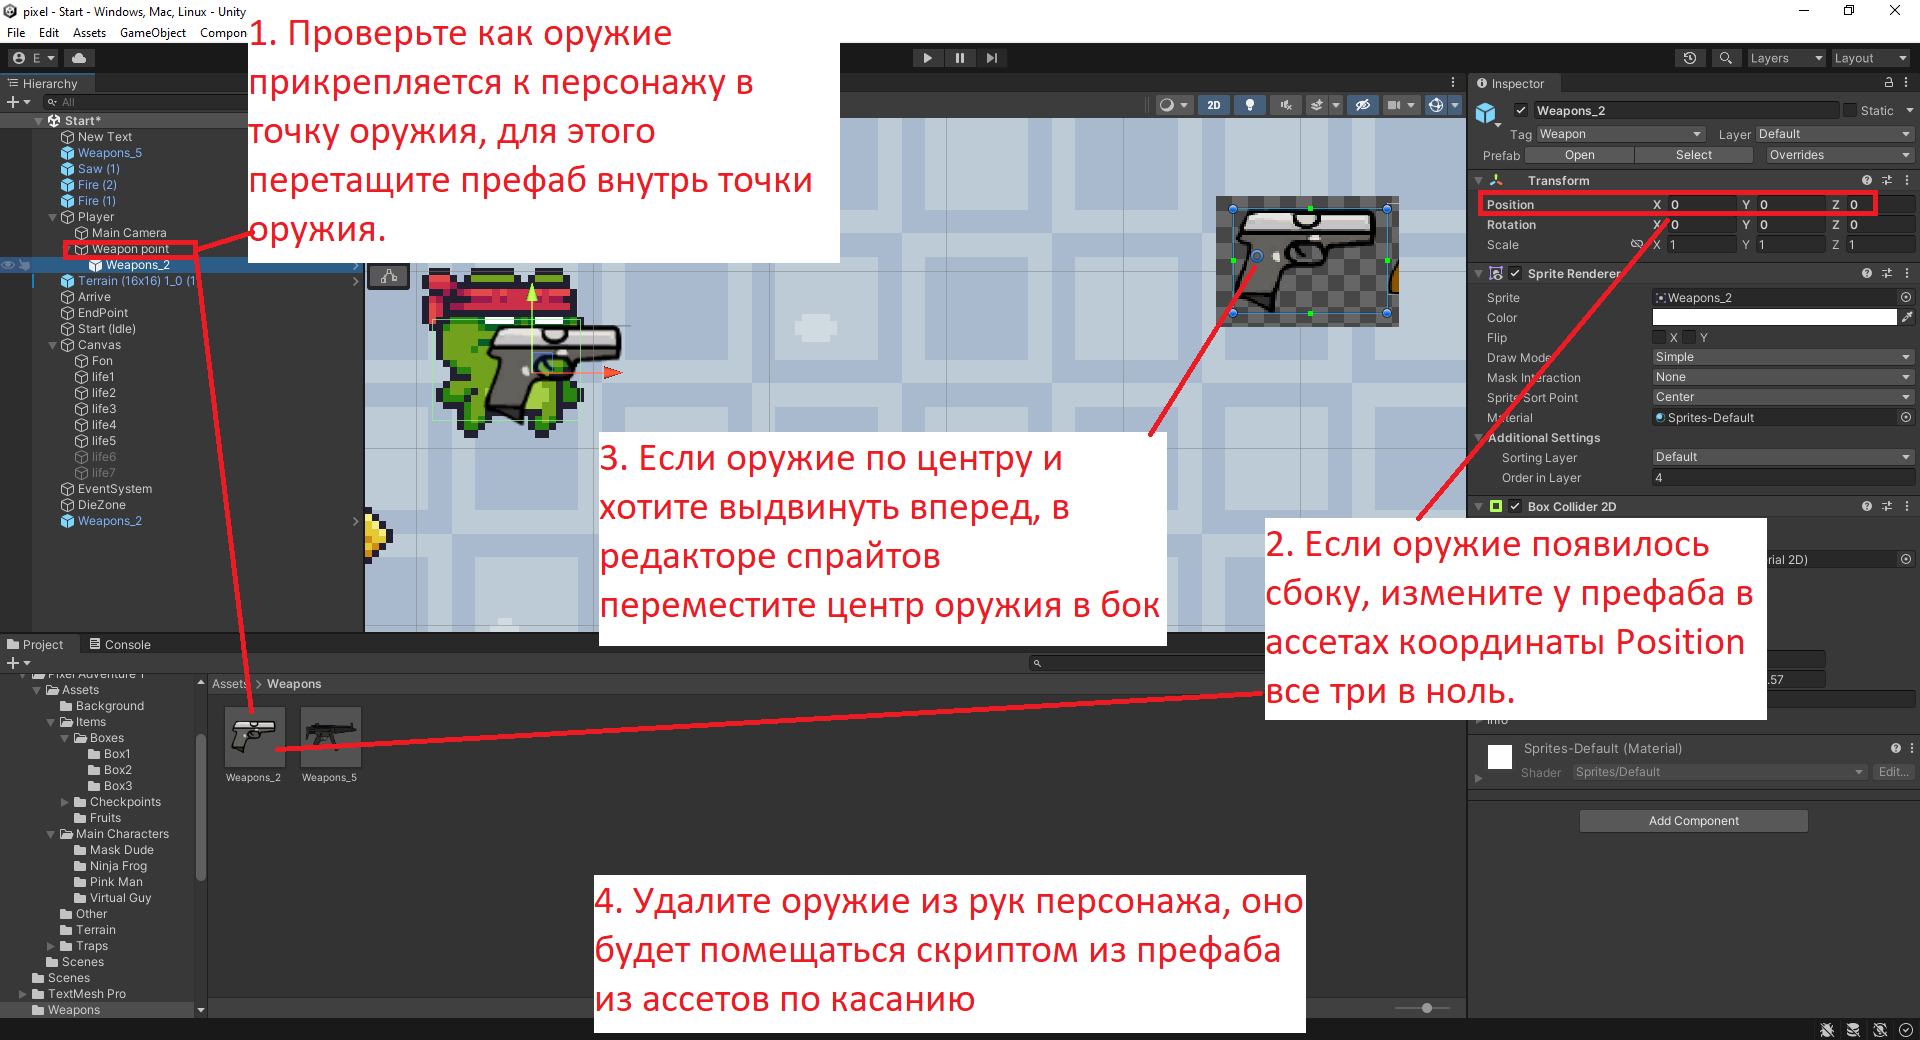 pixel - Start - Windows, Mac, Linux - Unity
File Edit Assets GameObject Compon
1. Проверьте как оружие
прикрепляется к персонажу в
точку оружия, для этого
перетащите префаб внутрь точки
оружия.
E
Layers
Layout
Hierarchy
All
Start*
New Text
Weapons_5
Saw (1)
Fire (2)
Fire (1)
Player
Main Camera
Weapon point
Weapons_2
Terrain (16x16) 1_0 (1
Arrive
EndPoint
Start (Idle)
Canvas
Fon
life1
life2
life3
life4
life5
life6
life7
EventSystem
DieZone
Weapons_2
2D
3. Если оружие по центру и
хотите выдвинуть вперед, в
редакторе спрайтов
переместите центр оружия в бок
Inspector
Weapons_2
Static
Tag Weapon Layer Default
Prefab Open Select Overrides
Transform
Position X 0 Y 0 Z 0
Rotation X 0 Y 0 Z 0
Scale X 1 Y 1 Z 1
Sprite Renderer
Sprite Weapons_2
Color
Flip X Y
Draw Mode Simple
Mask Interaction None
Sprite Sort Point Center
Material Sprites-Default
Additional Settings
Sorting Layer Default
Order in Layer 4
Box Collider 2D
rial 2D)
2. Если оружие появилось
сбоку, измените у префаба в
ассетах координаты Position
все три в ноль.
.57
Info
Sprites-Default (Material)
Shader Sprites/Default Edit...
Add Component
Project Console
Pixel Adventure 1
Assets
Background
Items
Boxes
Box1
Box2
Box3
Checkpoints
Fruits
Main Characters
Mask Dude
Ninja Frog
Pink Man
Virtual Guy
Other
Terrain
Traps
Scenes
Scenes
TextMesh Pro
Weapons
Assets > Weapons
Weapons_2 Weapons_5
4. Удалите оружие из рук персонажа, оно
будет помещаться скриптом из префаба
из ассетов по касанию